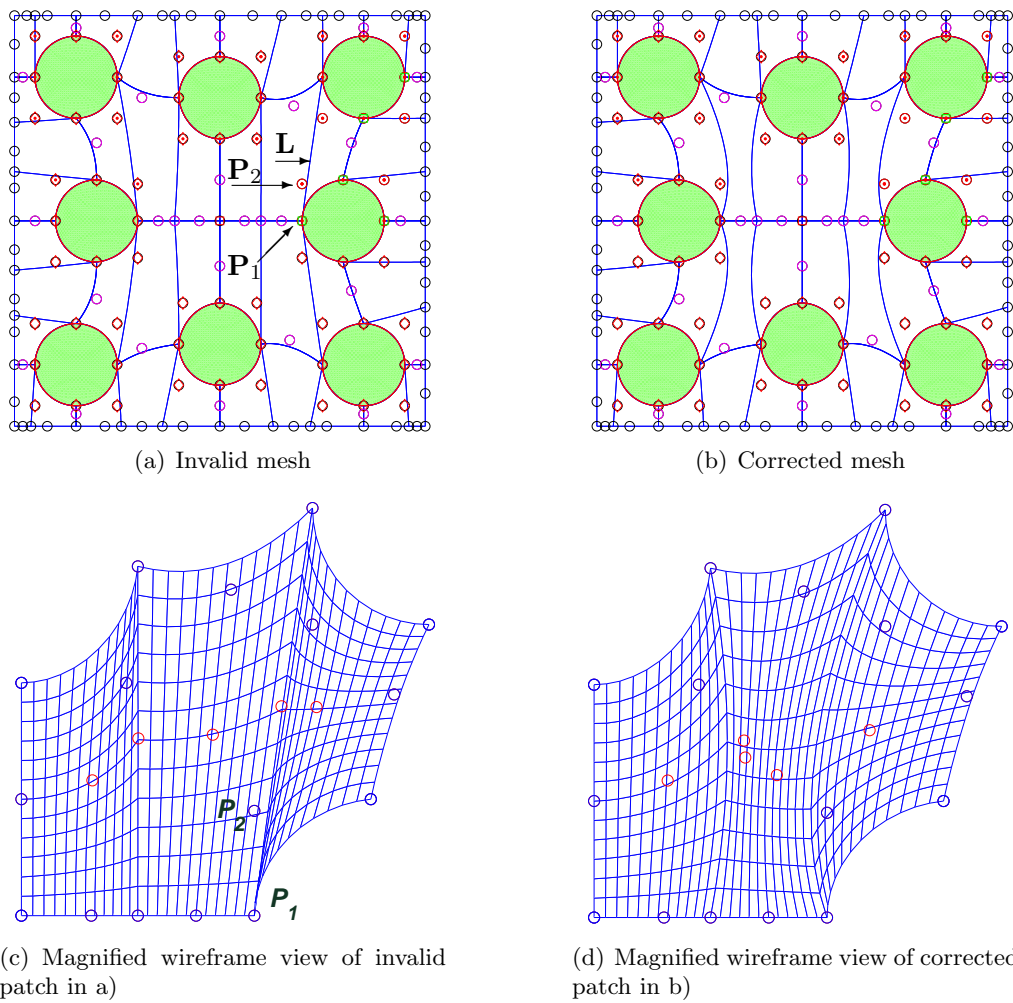 L
P2
P1
(a) Invalid mesh
(b) Corrected mesh
P2
P1
(c) Magnified wireframe view of invalid
patch in a)
(d) Magnified wireframe view of corrected
patch in b)